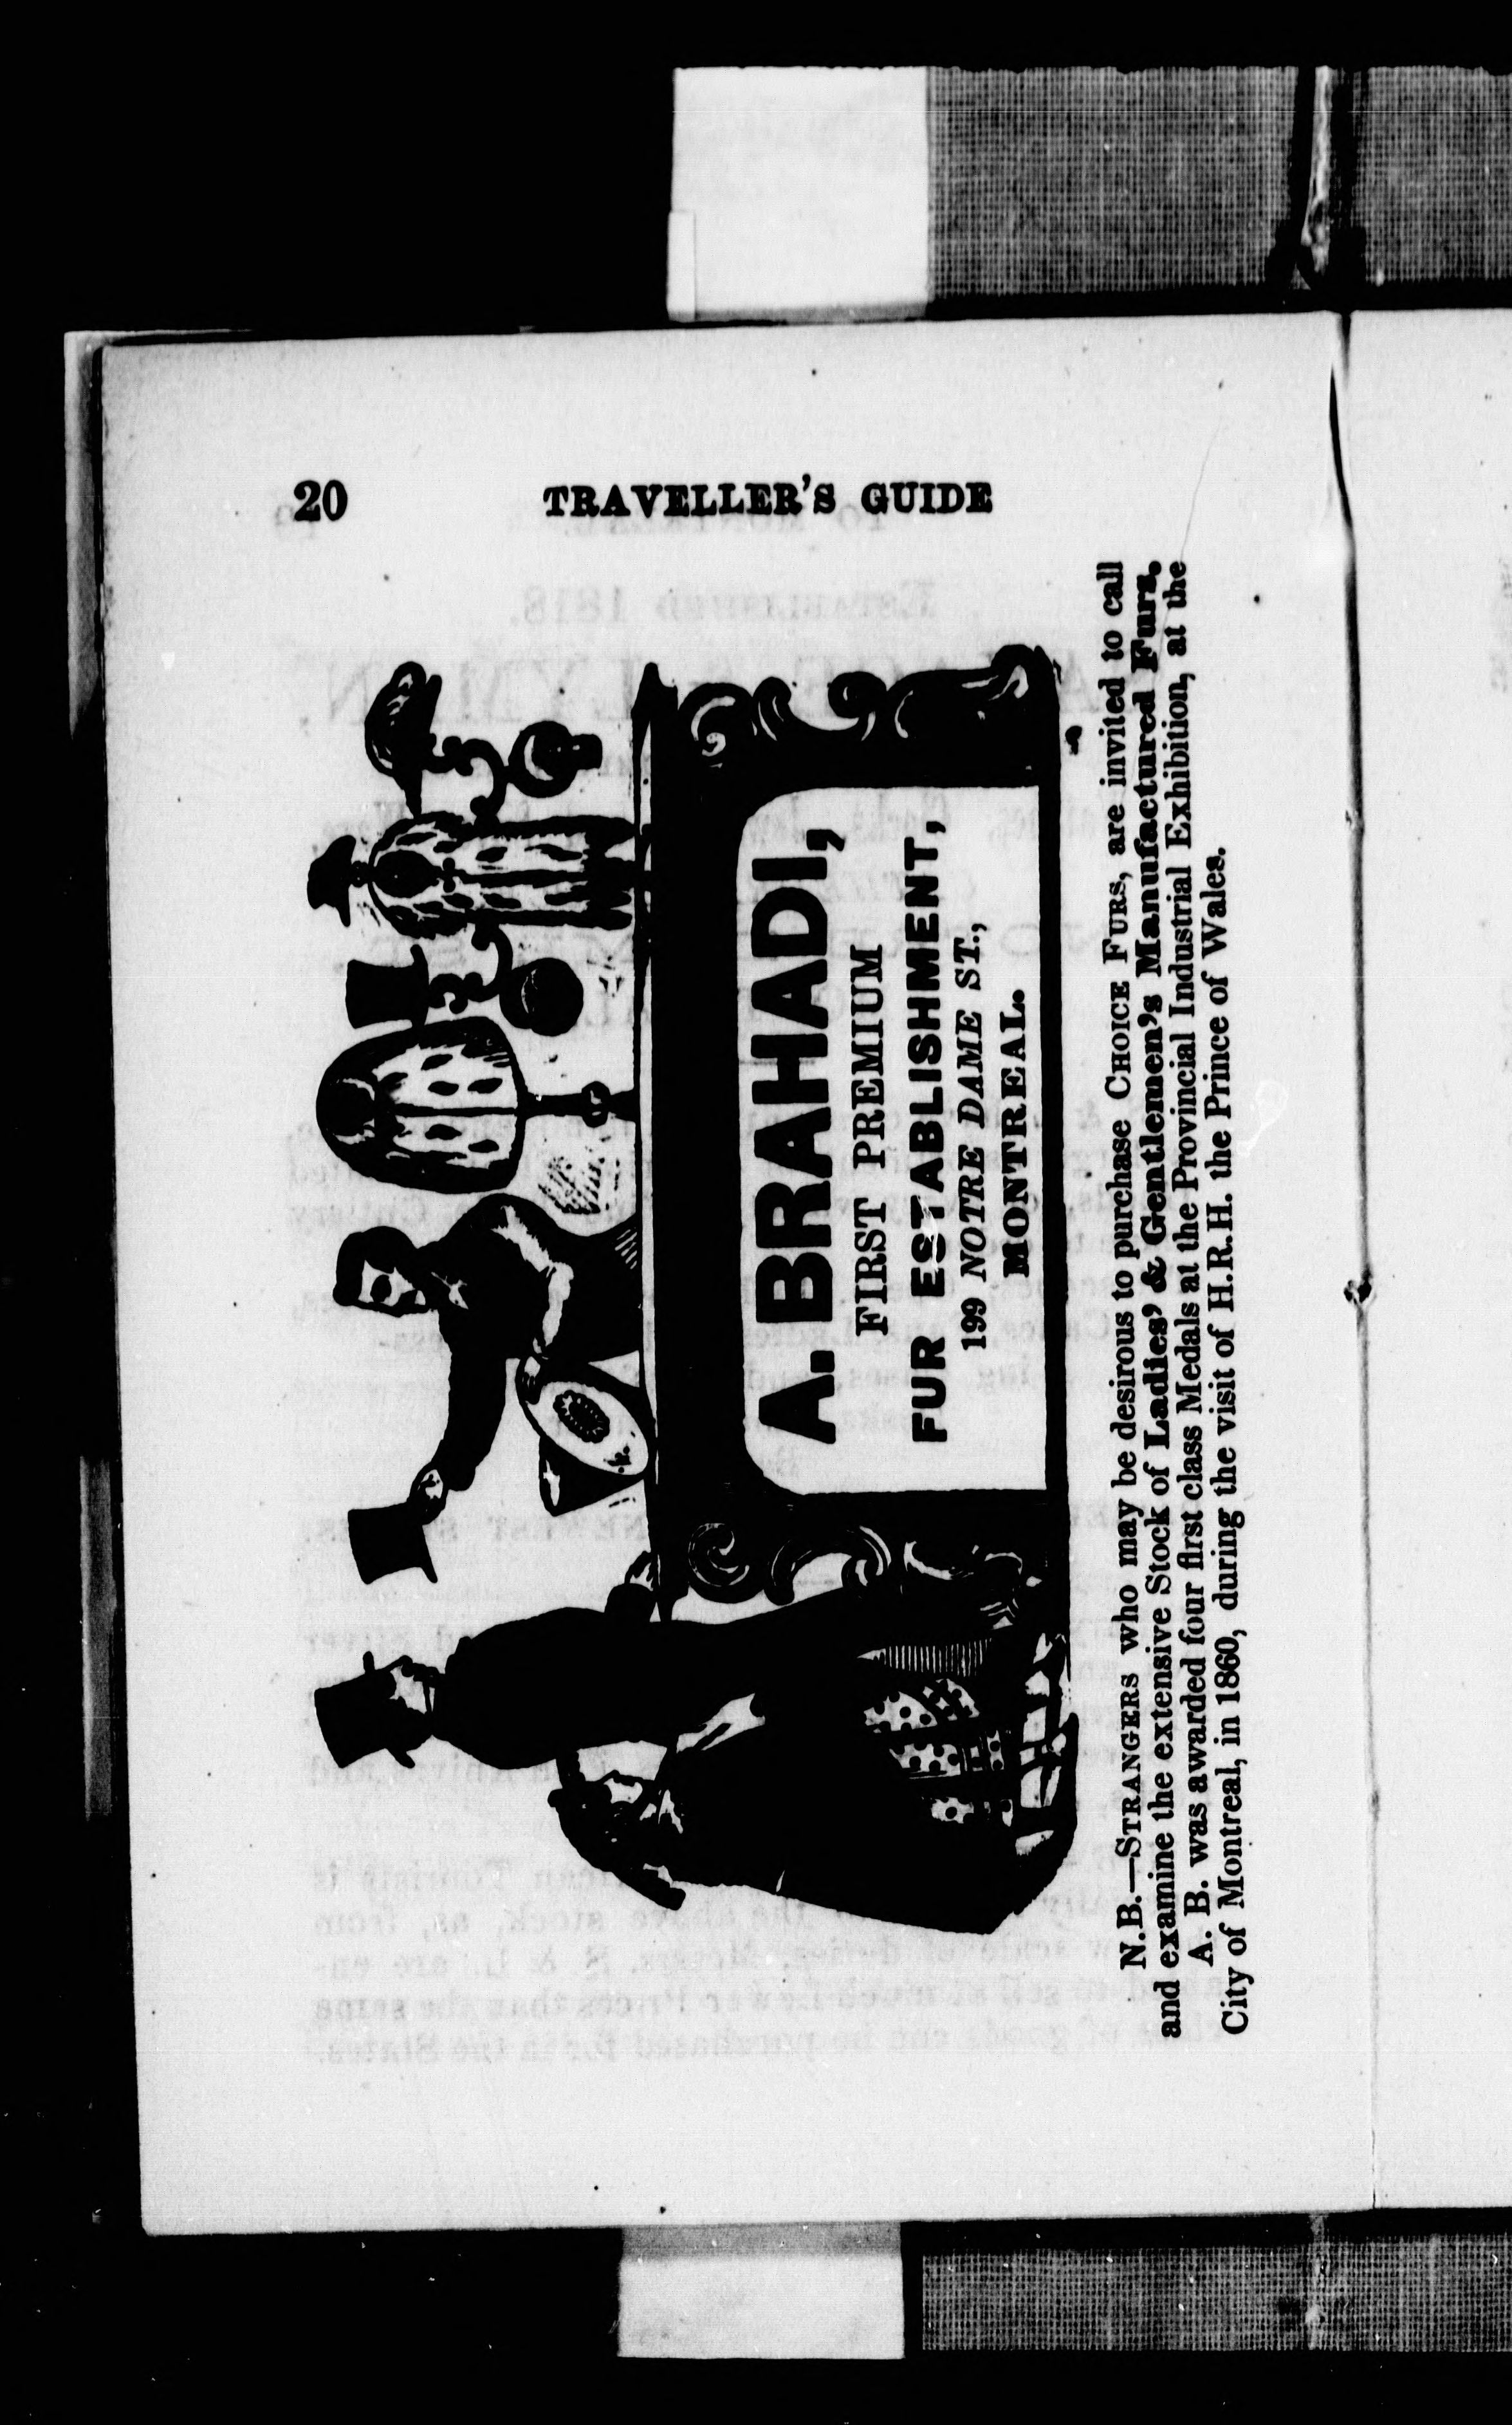 20 TRAVELLER'S GUIDE
A. BRAHADI,
FIRST PREMIUM
FUR ESTABLISHMENT,
199 NOTRE DAME ST.,
MONTREAL.
N.B.—STRANGERS who may be desirous to purchase CHOICE FURS, are invited to call
and examine the extensive Stock of Ladies' & Gentlemen's Manufactured Furs.
A. B. was awarded four first class Medals at the Provincial Industrial Exhibition, at the
City of Montreal, in 1860, during the visit of H.R.H. the Prince of Wales.